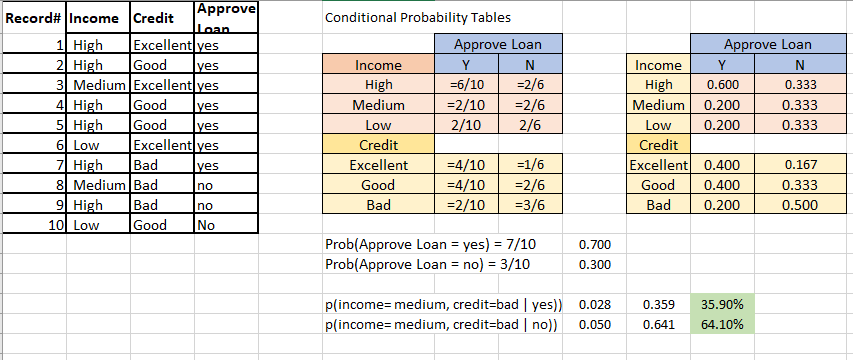 Record# Income Credit Approve Loan
1 High Excellent yes
2 High Good yes
3 Medium Excellent yes
4 High Good yes
5 High Good yes
6 Low Excellent yes
7 High Bad yes
8 Medium Bad no
9 High Bad no
10 Low Good No
Conditional Probability Tables
Approve Loan
Income Y N
High =6/10 =2/6
Medium =2/10 =2/6
Low 2/10 2/6
Credit
Excellent =4/10 =1/6
Good =4/10 =2/6
Bad =2/10 =3/6
Approve Loan
Income Y N
High 0.600 0.333
Medium 0.200 0.333
Low 0.200 0.333
Credit
Excellent 0.400 0.167
Good 0.400 0.333
Bad 0.200 0.500
Prob(Approve Loan = yes) = 7/10 0.700
Prob(Approve Loan = no) = 3/10 0.300
p(income= medium, credit=bad | yes)) 0.028 0.359 35.90%
p(income= medium, credit=bad | no)) 0.050 0.641 64.10%